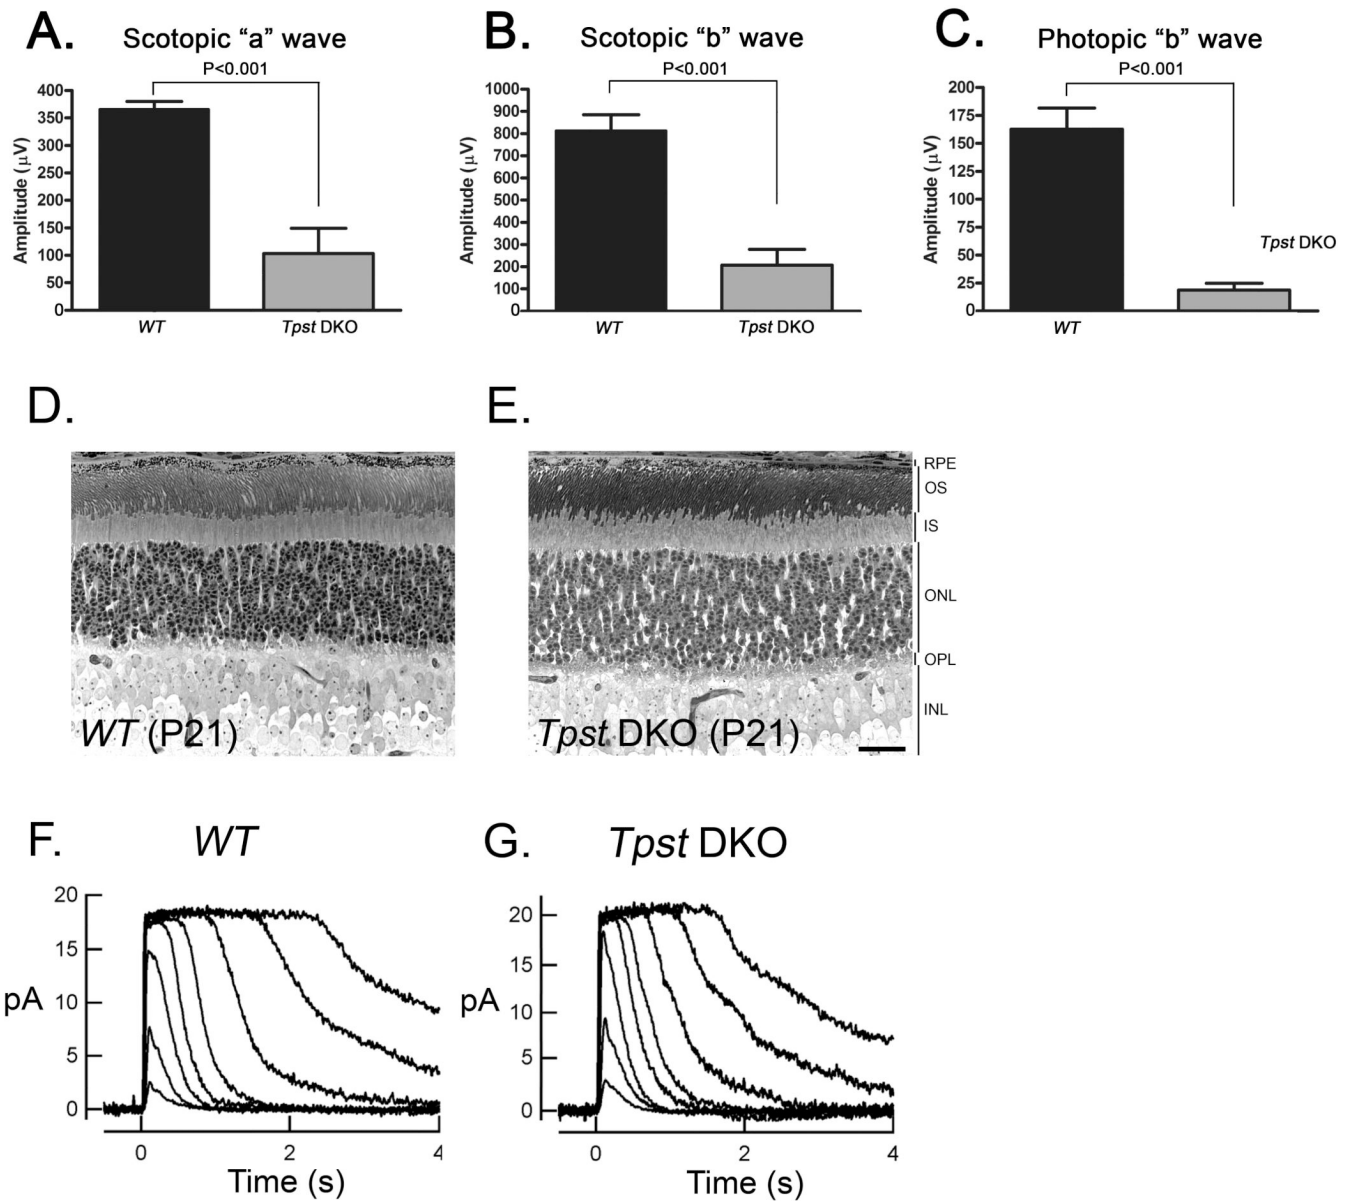 A.
Scotopic “a” wave
P<0.001
Amplitude (μV)
400
350
300
250
200
150
100
50
0
WT
Tpst DKO
B.
Scotopic “b” wave
P<0.001
Amplitude (μV)
1000
900
800
700
600
500
400
300
200
100
0
WT
Tpst DKO
C.
Photopic “b” wave
P<0.001
Amplitude (μV)
200
175
150
125
100
75
50
25
0
WT
Tpst DKO
D.
WT (P21)
E.
Tpst DKO (P21)
RPE
OS
IS
ONL
OPL
INL
F.
WT
pA
20
15
10
5
0
0 2 4
Time (s)
G.
Tpst DKO
pA
20
15
10
5
0
0 2 4
Time (s)